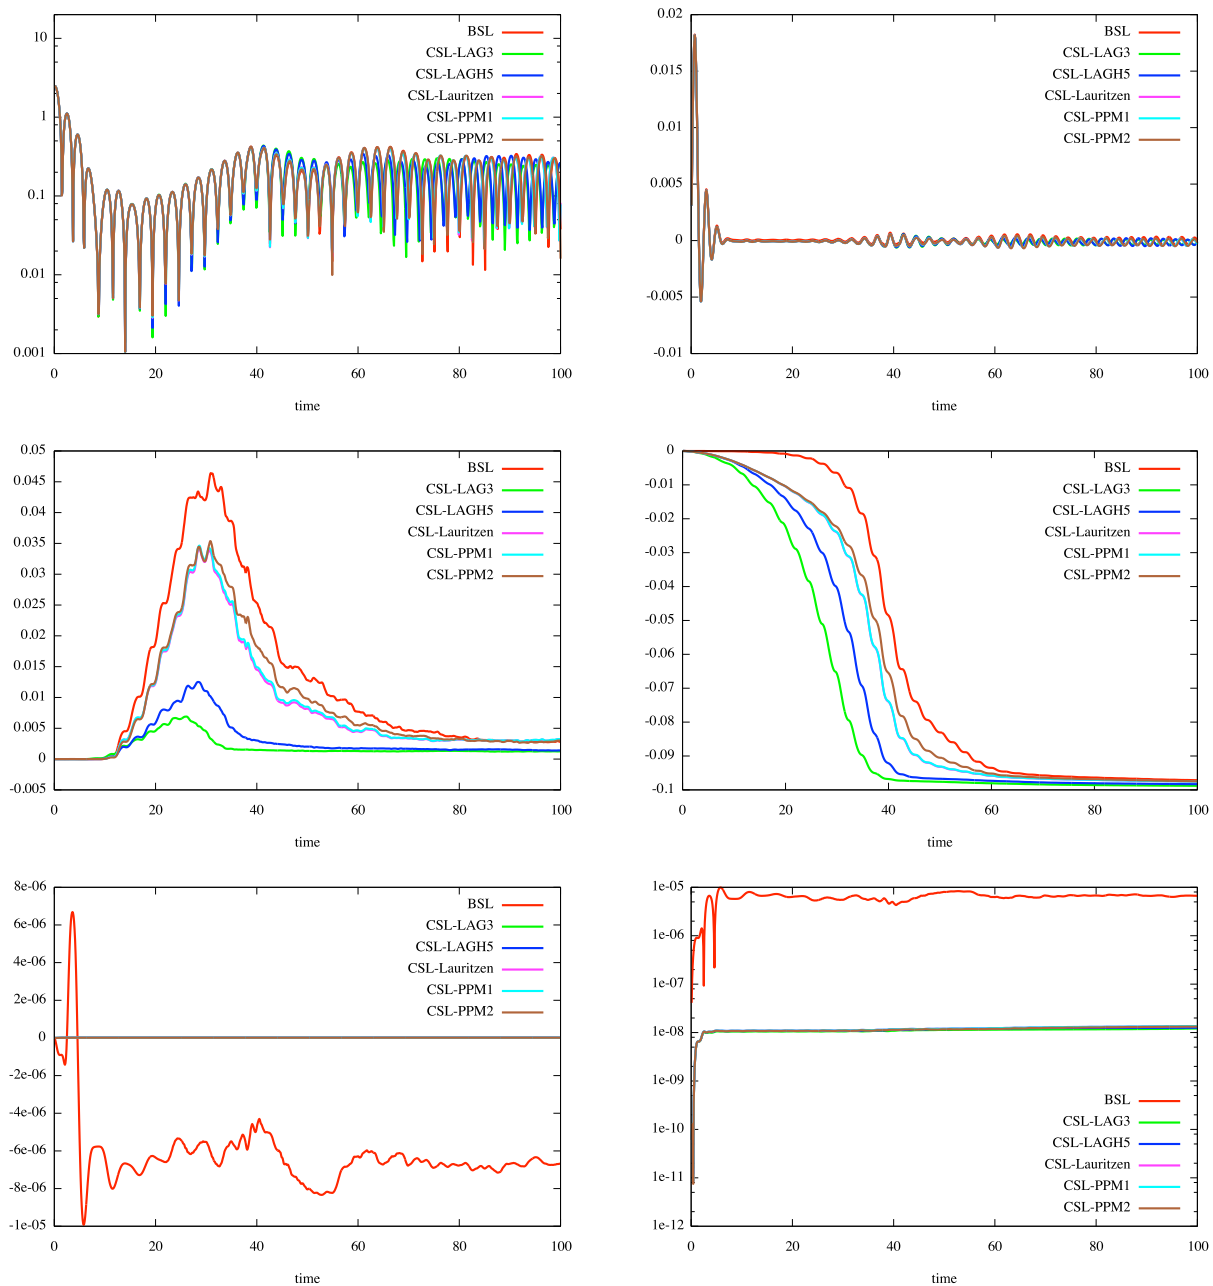 10
1
0.1
0.01
0.001
0 20 40 60 80 100
time
BSL
CSL-LAG3
CSL-LAGH5
CSL-Lauritzen
CSL-PPM1
CSL-PPM2
0.02
0.015
0.01
0.005
0
-0.005
-0.01
0 20 40 60 80 100
time
BSL
CSL-LAG3
CSL-LAGH5
CSL-Lauritzen
CSL-PPM1
CSL-PPM2
0.05
0.045
0.04
0.035
0.03
0.025
0.02
0.015
0.01
0.005
0
-0.005
0 20 40 60 80 100
time
BSL
CSL-LAG3
CSL-LAGH5
CSL-Lauritzen
CSL-PPM1
CSL-PPM2
0
-0.01
-0.02
-0.03
-0.04
-0.05
-0.06
-0.07
-0.08
-0.09
-0.1
0 20 40 60 80 100
time
BSL
CSL-LAG3
CSL-LAGH5
CSL-Lauritzen
CSL-PPM1
CSL-PPM2
8e-06
6e-06
4e-06
2e-06
0
-2e-06
-4e-06
-6e-06
-8e-06
-1e-05
0 20 40 60 80 100
time
BSL
CSL-LAG3
CSL-LAGH5
CSL-Lauritzen
CSL-PPM1
CSL-PPM2
1e-05
1e-06
1e-07
1e-08
1e-09
1e-10
1e-11
1e-12
0 20 40 60 80 100
time
BSL
CSL-LAG3
CSL-LAGH5
CSL-Lauritzen
CSL-PPM1
CSL-PPM2